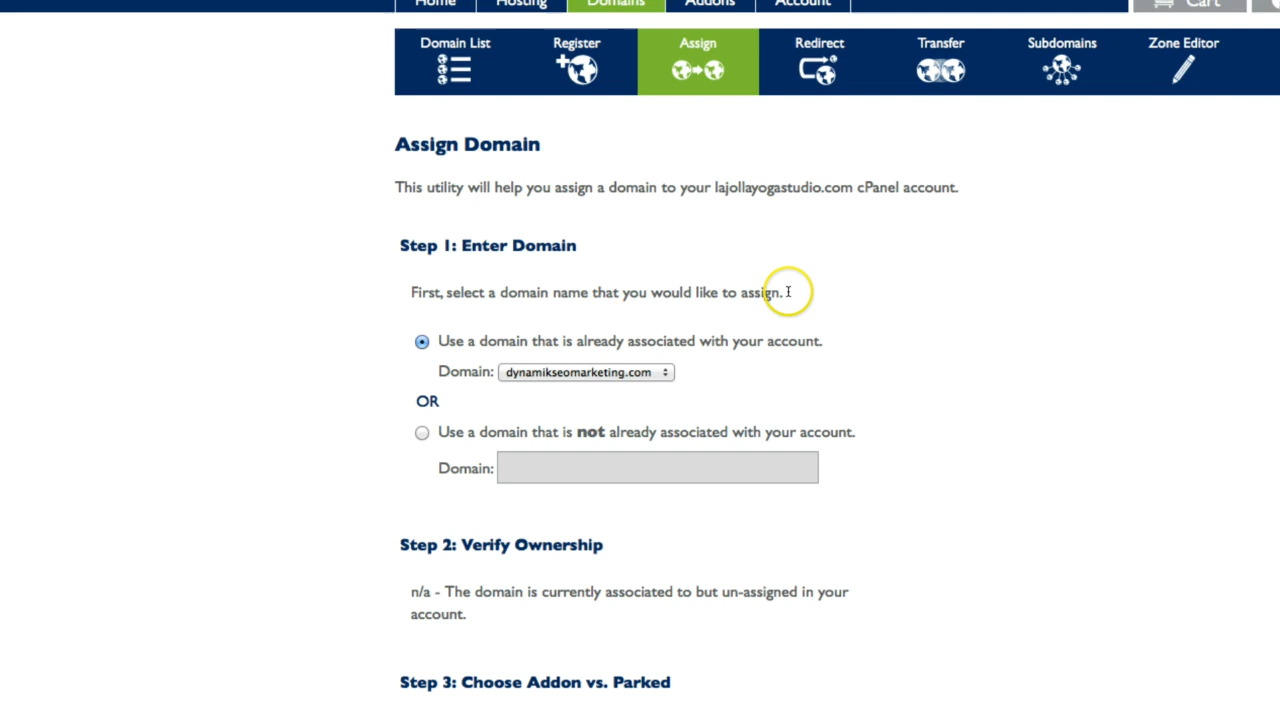 Home Hosting Domains Addons Account Cart
Domain List Register Assign Redirect Transfer Subdomains Zone Editor
Assign Domain
This utility will help you assign a domain to your lajollayogastudio.com cPanel account.
Step 1: Enter Domain
First, select a domain name that you would like to assign.
Use a domain that is already associated with your account.
Domain: dynamikseomarketing.com
OR
Use a domain that is not already associated with your account.
Domain:
Step 2: Verify Ownership
n/a - The domain is currently associated to but un-assigned in your
account.
Step 3: Choose Addon vs. Parked